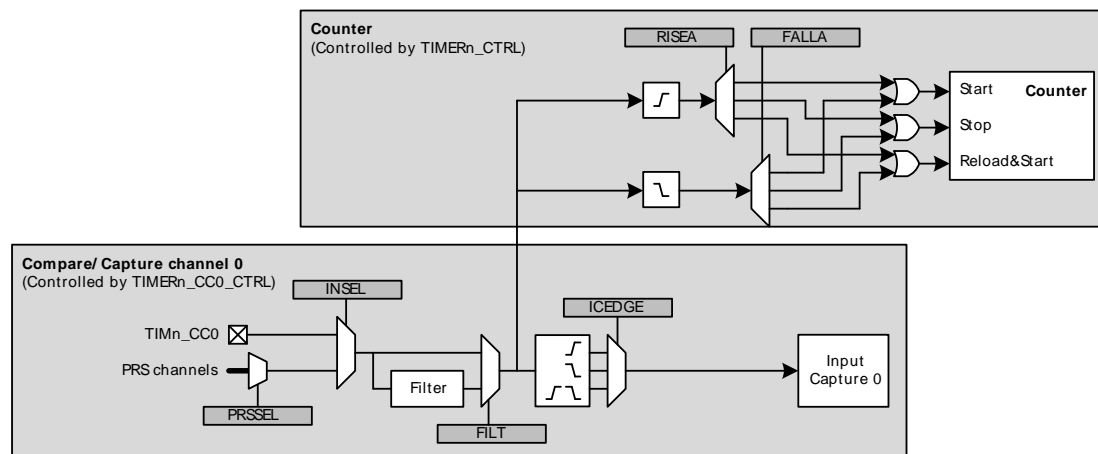 Counter
(Controlled by TIMERn_CTRL)
RISEA
FALLA
Start
Counter
Stop
Reload&Start
Compare/ Capture channel 0
(Controlled by TIMERn_CC0_CTRL)
INSEL
ICEDGE
TIMn_CC0
PRS channels
Filter
Input
Capture 0
PRSSEL
FILT